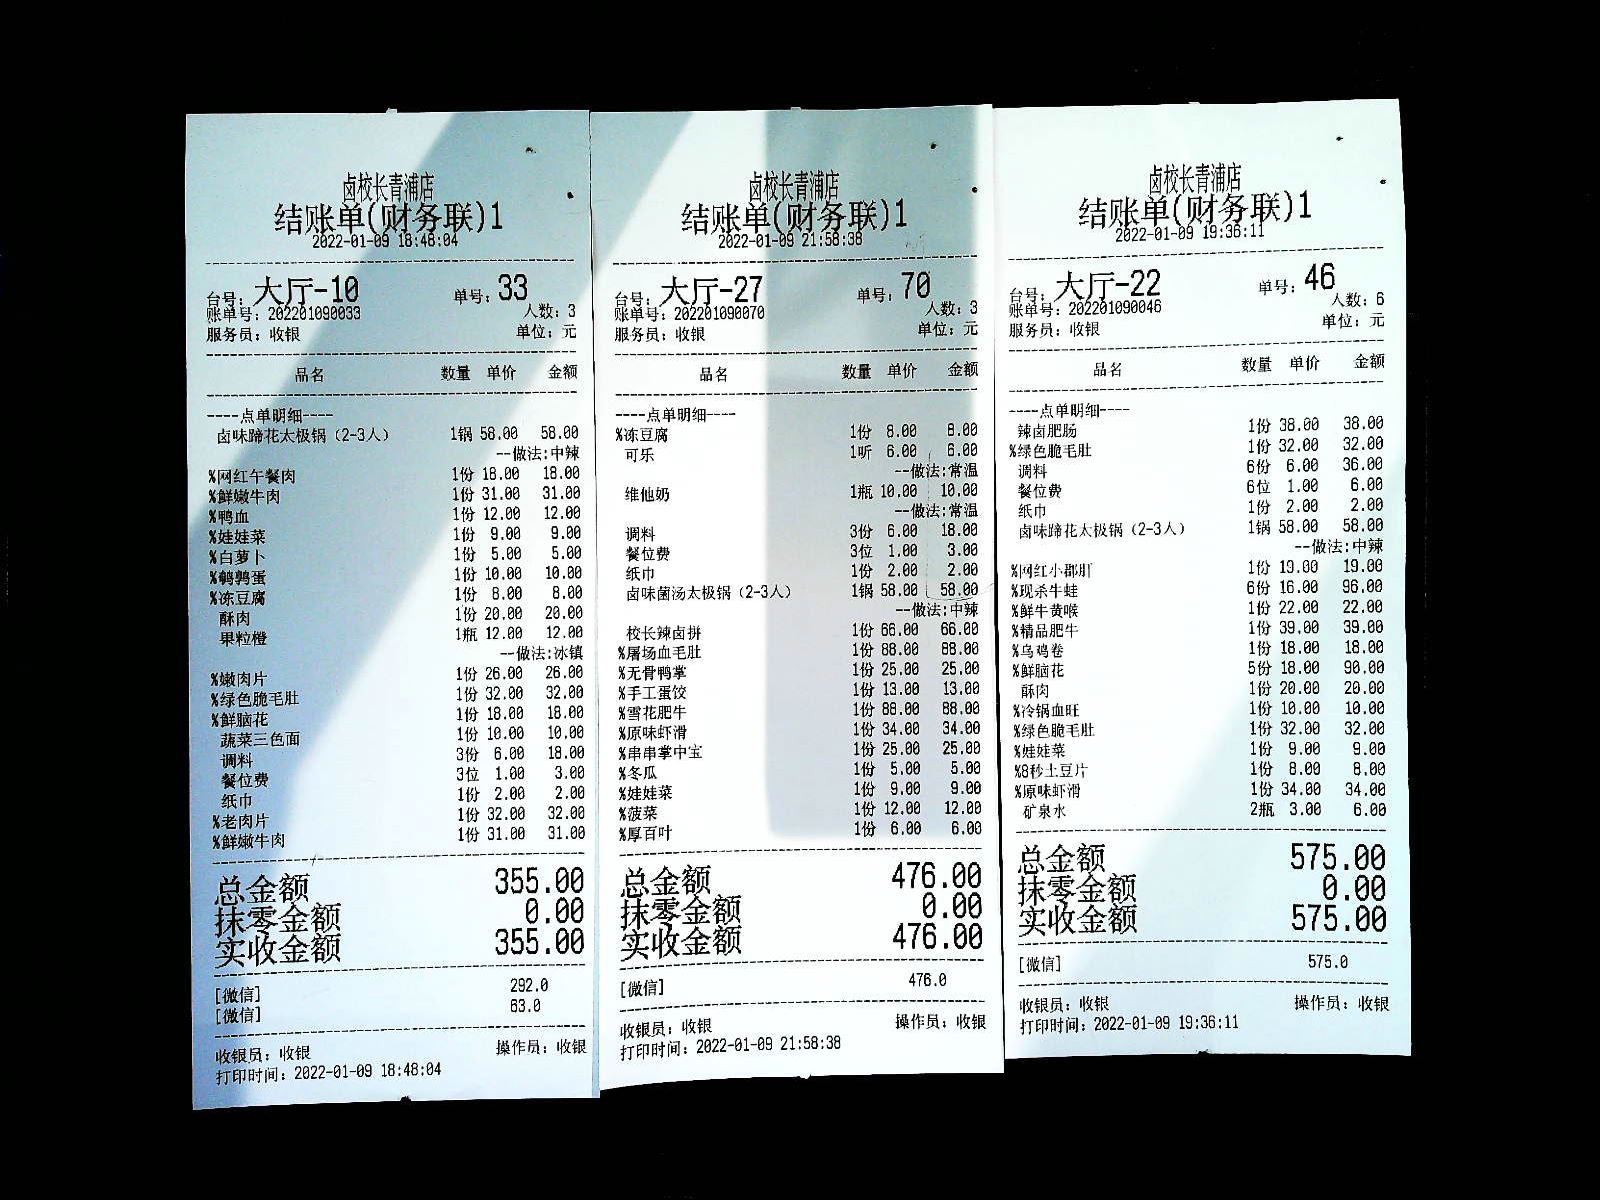 卤校长青浦店
结账单(财务联)1
2022-01-09 18:48:04
台号: 大厅-10 单号: 33
账单号: 202201090033 人数: 3
服务员: 收银 单位: 元
品名 数量 单价 金额
----点单明细----
卤味蹄花太极锅（2-3人） 1锅 58.00 58.00
--做法:中辣
%网红午餐肉 1份 18.00 18.00
%鲜嫩牛肉 1份 31.00 31.00
%鸭血 1份 12.00 12.00
%娃娃菜 1份 9.00 9.00
%白萝卜 1份 5.00 5.00
%鹌鹑蛋 1份 10.00 10.00
%冻豆腐 1份 8.00 8.00
酥肉 1份 20.00 20.00
果粒橙 1瓶 12.00 12.00
--做法:冰镇
%嫩肉片 1份 26.00 26.00
%绿色脆毛肚 1份 32.00 32.00
%鲜脑花 1份 18.00 18.00
蔬菜三色面 1份 10.00 10.00
调料 3份 6.00 18.00
餐位费 3位 1.00 3.00
纸巾 1份 2.00 2.00
%老肉片 1份 32.00 32.00
%鲜嫩牛肉 1份 31.00 31.00
总金额 355.00
抹零金额 0.00
实收金额 355.00
[微信] 292.0
[微信] 63.0
收银员: 收银 操作员: 收银
打印时间: 2022-01-09 18:48:04
卤校长青浦店
结账单(财务联)1
2022-01-09 21:58:38
台号: 大厅-27 单号: 70
账单号: 202201090070 人数: 3
服务员: 收银 单位: 元
品名 数量 单价 金额
----点单明细----
%冻豆腐 1份 8.00 8.00
可乐 1听 6.00 6.00
--做法:常温
维他奶 1瓶 10.00 10.00
--做法:常温
调料 3份 6.00 18.00
餐位费 3位 1.00 3.00
纸巾 1份 2.00 2.00
卤味菌汤太极锅（2-3人） 1锅 58.00 58.00
--做法:中辣
校长辣卤拼 1份 66.00 66.00
%屠场血毛肚 1份 88.00 88.00
%无骨鸭掌 1份 25.00 25.00
%手工蛋饺 1份 13.00 13.00
%雪花肥牛 1份 88.00 88.00
%原味虾滑 1份 34.00 34.00
%串串掌中宝 1份 25.00 25.00
%冬瓜 1份 5.00 5.00
%娃娃菜 1份 9.00 9.00
%菠菜 1份 12.00 12.00
%厚百叶 1份 6.00 6.00
总金额 476.00
抹零金额 0.00
实收金额 476.00
[微信] 476.0
收银员: 收银 操作员: 收银
打印时间: 2022-01-09 21:58:38
卤校长青浦店
结账单(财务联)1
2022-01-09 19:36:11
台号: 大厅-22 单号: 46
账单号: 202201090046 人数: 6
服务员: 收银 单位: 元
品名 数量 单价 金额
----点单明细----
辣卤肥肠 1份 38.00 38.00
%绿色脆毛肚 1份 32.00 32.00
调料 6份 6.00 36.00
餐位费 6位 1.00 6.00
纸巾 1份 2.00 2.00
卤味蹄花太极锅（2-3人） 1锅 58.00 58.00
--做法:中辣
%网红小郡肝 1份 19.00 19.00
%现杀牛蛙 6份 16.00 96.00
%鲜牛黄喉 1份 22.00 22.00
%精品肥牛 1份 39.00 39.00
%乌鸡卷 1份 18.00 18.00
%鲜脑花 5份 18.00 90.00
酥肉 1份 20.00 20.00
%冷锅血旺 1份 10.00 10.00
%绿色脆毛肚 1份 32.00 32.00
%娃娃菜 1份 9.00 9.00
%8秒土豆片 1份 8.00 8.00
%原味虾滑 1份 34.00 34.00
矿泉水 2瓶 3.00 6.00
总金额 575.00
抹零金额 0.00
实收金额 575.00
[微信] 575.0
收银员: 收银 操作员: 收银
打印时间: 2022-01-09 19:36:11